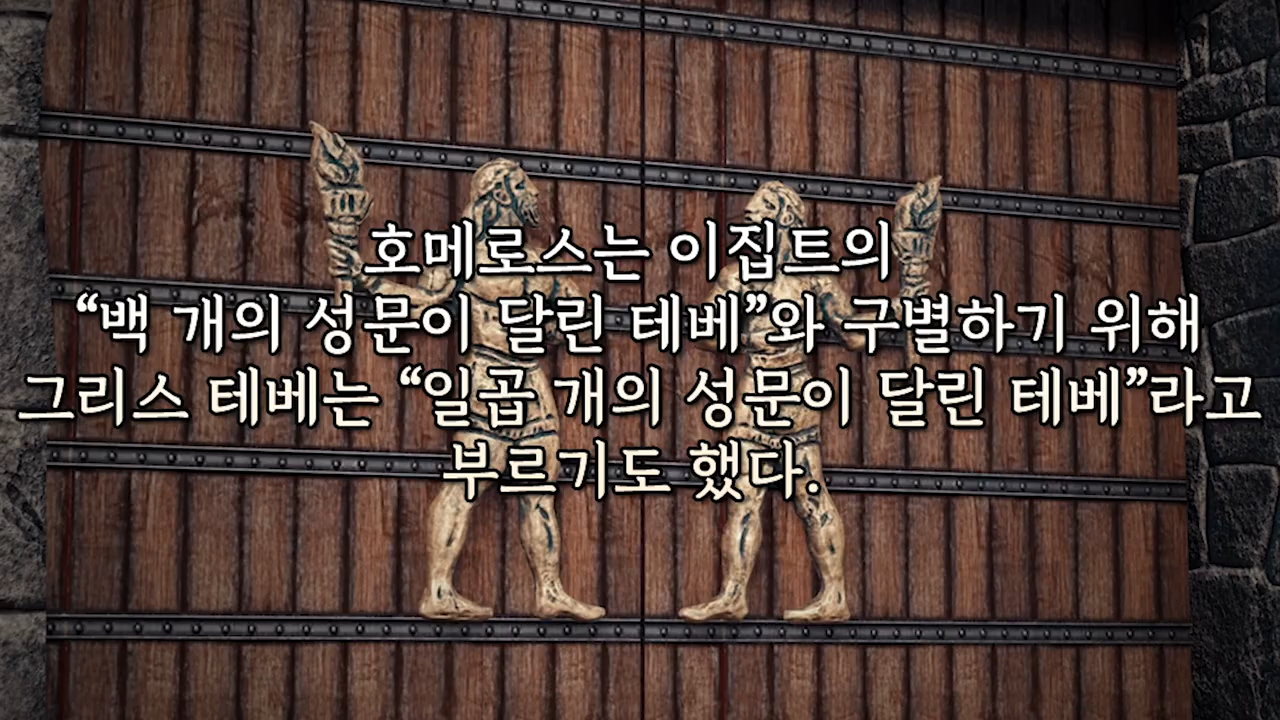 호메로스는 이집트의
“백 개의 성문이 달린 테베”와 구별하기 위해
그리스 테베는 “일곱 개의 성문이 달린 테베”라고
부르기도 했다.